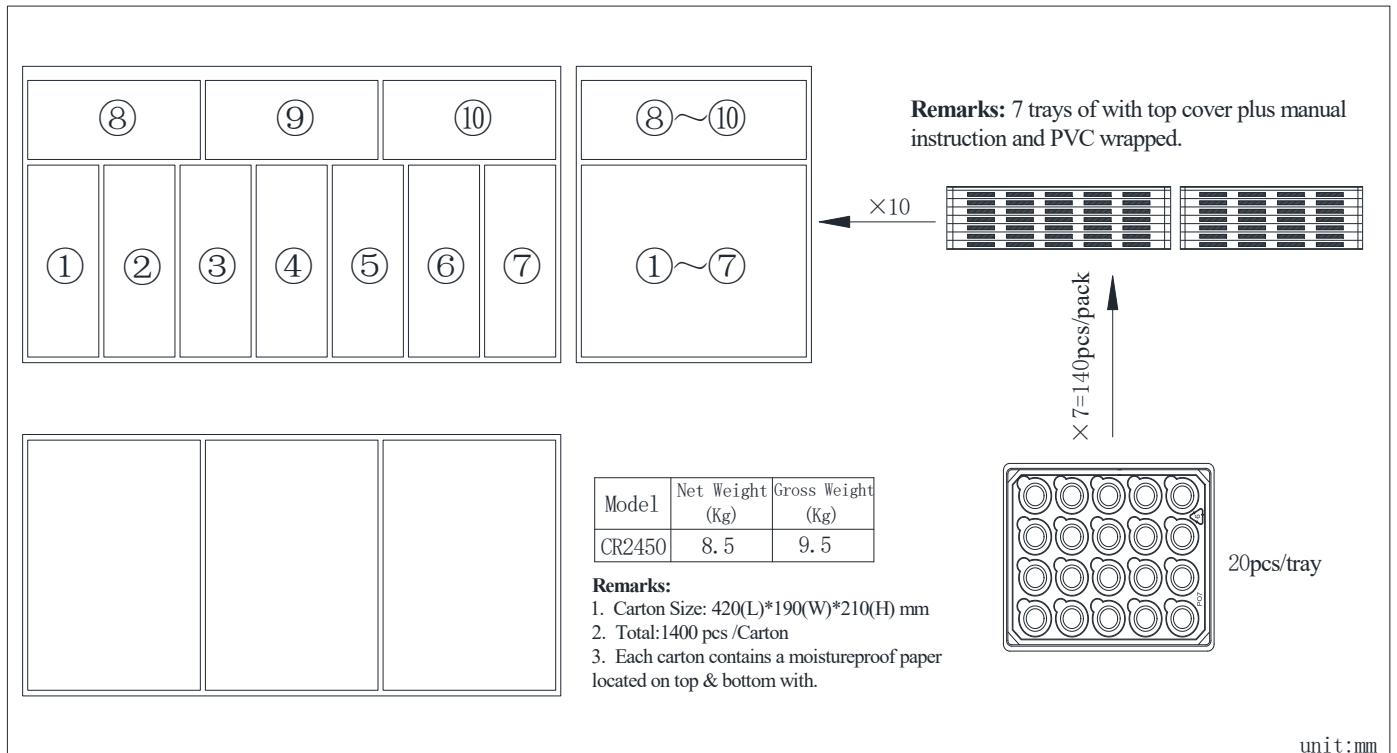 ⑧ ⑨ ⑩
① ② ③ ④ ⑤ ⑥ ⑦
⑧～⑩
①～⑦
×10
Remarks: 7 trays of with top cover plus manual
instruction and PVC wrapped.
×7=140pcs/pack
20pcs/tray
6
PO7
Model Net Weight (Kg) Gross Weight (Kg)
CR2450 8.5 9.5
Remarks:
1. Carton Size: 420(L)*190(W)*210(H) mm
2. Total:1400 pcs /Carton
3. Each carton contains a moistureproof paper
located on top & bottom with.
unit:mm